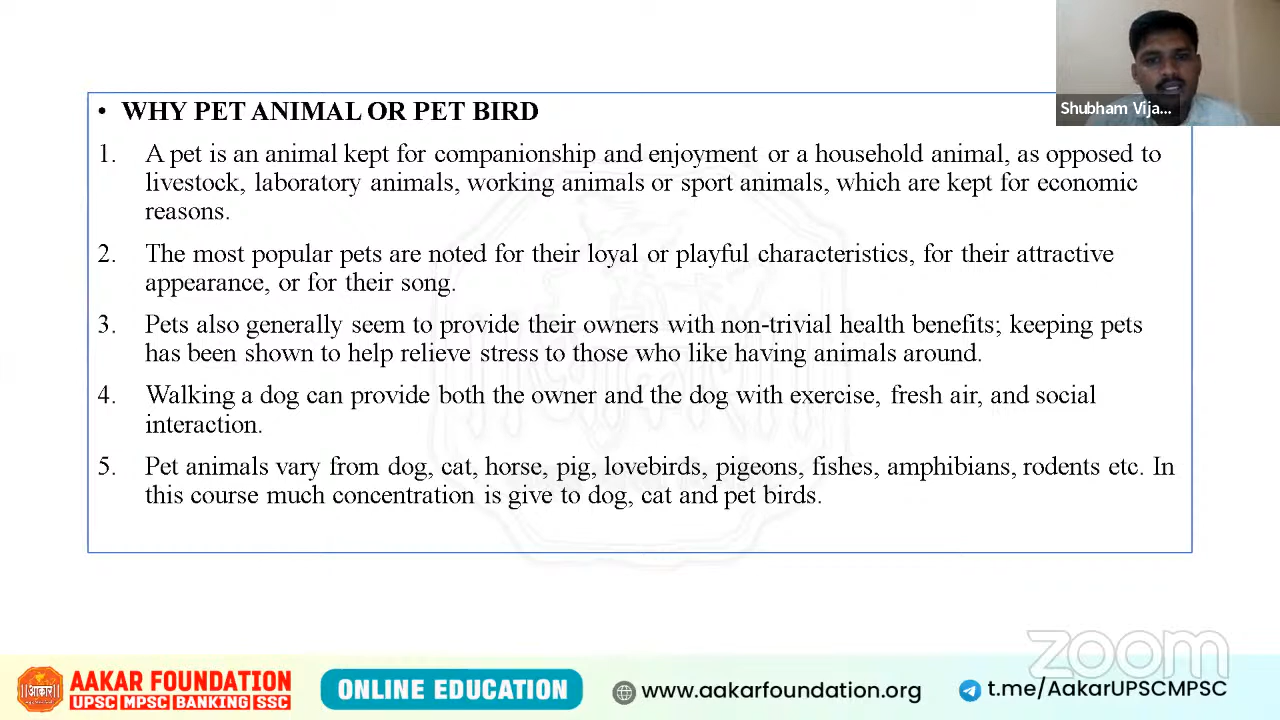 Shubham Vija...
• WHY PET ANIMAL OR PET BIRD
1. A pet is an animal kept for companionship and enjoyment or a household animal, as opposed to
livestock, laboratory animals, working animals or sport animals, which are kept for economic
reasons.
2. The most popular pets are noted for their loyal or playful characteristics, for their attractive
appearance, or for their song.
3. Pets also generally seem to provide their owners with non-trivial health benefits; keeping pets
has been shown to help relieve stress to those who like having animals around.
4. Walking a dog can provide both the owner and the dog with exercise, fresh air, and social
interaction.
5. Pet animals vary from dog, cat, horse, pig, lovebirds, pigeons, fishes, amphibians, rodents etc. In
this course much concentration is give to dog, cat and pet birds.
zoom
॥आकार॥
AAKAR FOUNDATION
UPSC MPSC BANKING SSC
ONLINE EDUCATION
www.aakarfoundation.org
t.me/AakarUPSCMPSC